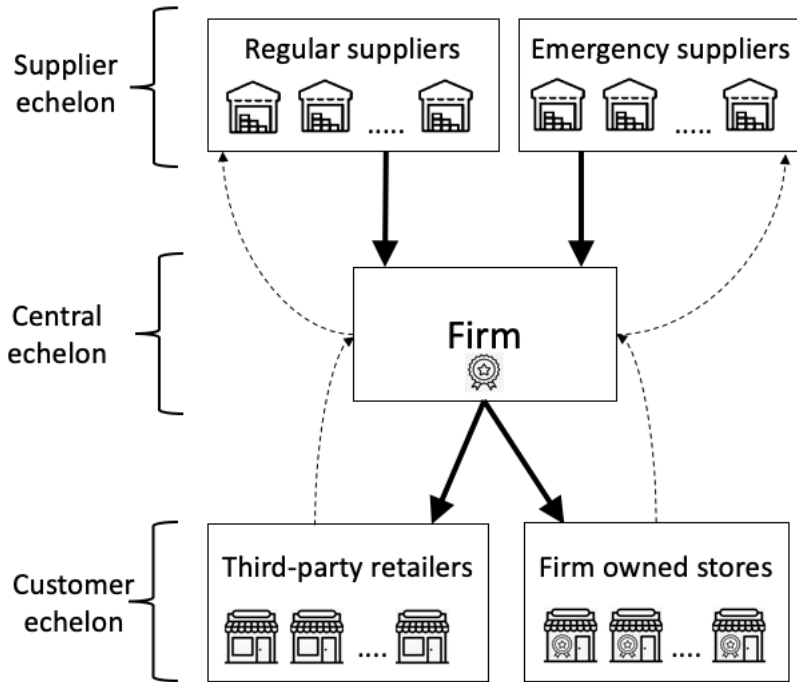 Supplier
echelon
Regular suppliers
.....
Emergency suppliers
.....
Central
echelon
Firm
Customer
echelon
Third-party retailers
....
Firm owned stores
....